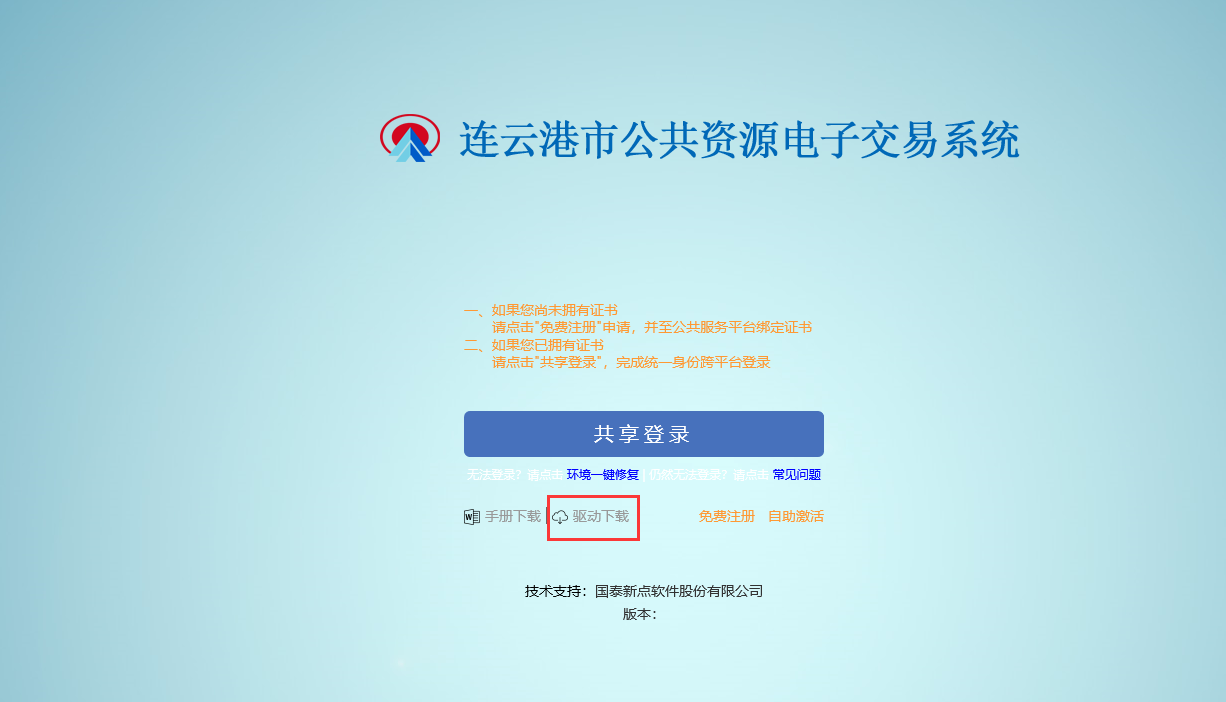 连云港市公共资源电子交易系统
一、如果您尚未拥有证书
请点击"免费注册"申请，并至公共服务平台绑定证书
二、如果您已拥有证书
请点击"共享登录"，完成统一身份跨平台登录
共享登录
无法登录？请点击 环境一键修复 | 仍然无法登录？请点击 常见问题
手册下载 | 驱动下载 免费注册 自助激活
技术支持：国泰新点软件股份有限公司
版本：